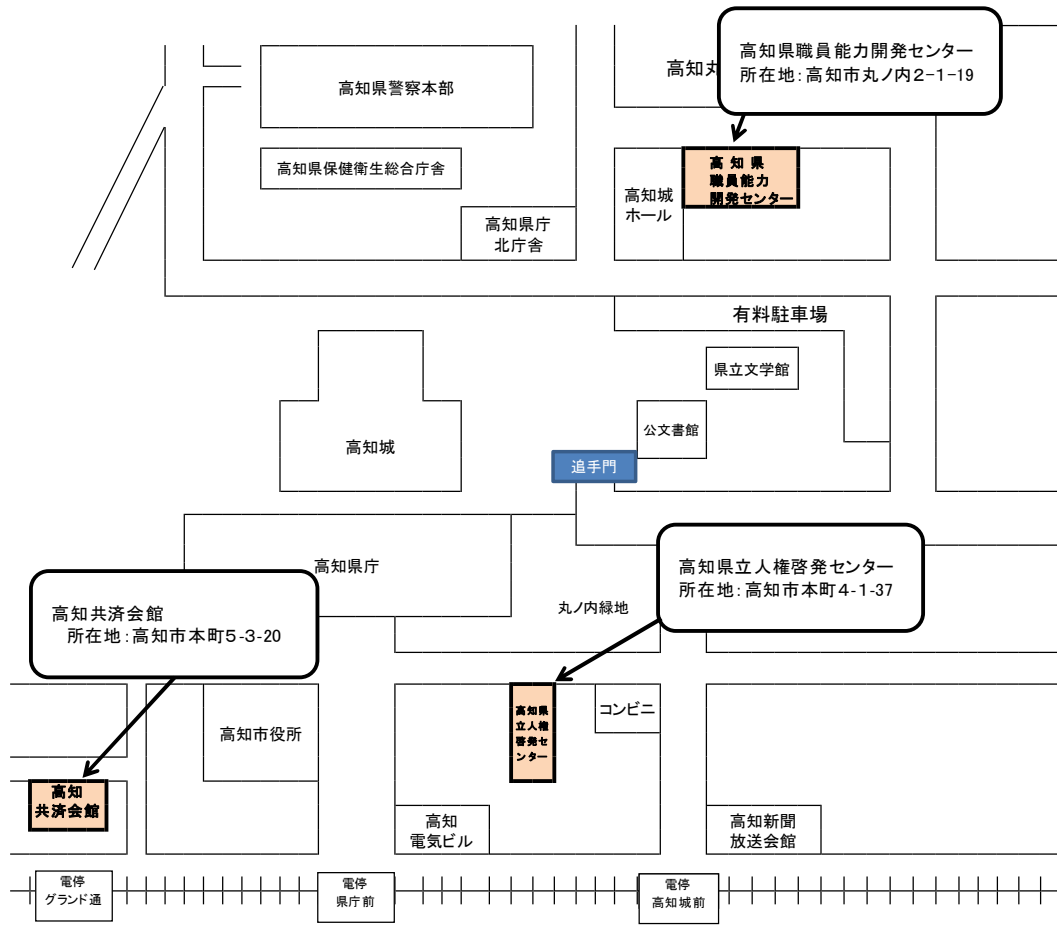 高知県職員能力開発センター
所在地:高知市丸ノ内2-1-19
高知丸
高知県警察本部
高知県保健衛生総合庁舎
高知県庁
北庁舎
高知城
ホール
高 知 県
職員能力
開発センター
有料駐車場
県立文学館
公文書館
高知城
追手門
高知県庁
高知県立人権啓発センター
所在地:高知市本町4-1-37
丸ノ内緑地
高知共済会館
所在地:高知市本町5-3-20
高知市役所
高知県
立人権
啓発セ
ンター
コンビニ
高知
共済会館
高知
電気ビル
高知新聞
放送会館
電停
グランド通
電停
県庁前
電停
高知城前